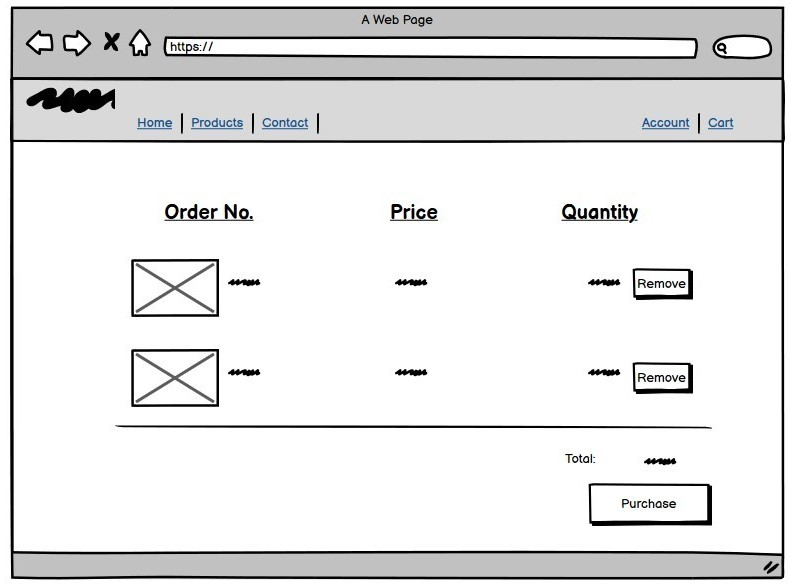 A Web Page
https://
Home Products Contact Account Cart
Order No. Price Quantity
Remove
Remove
Total:
Purchase